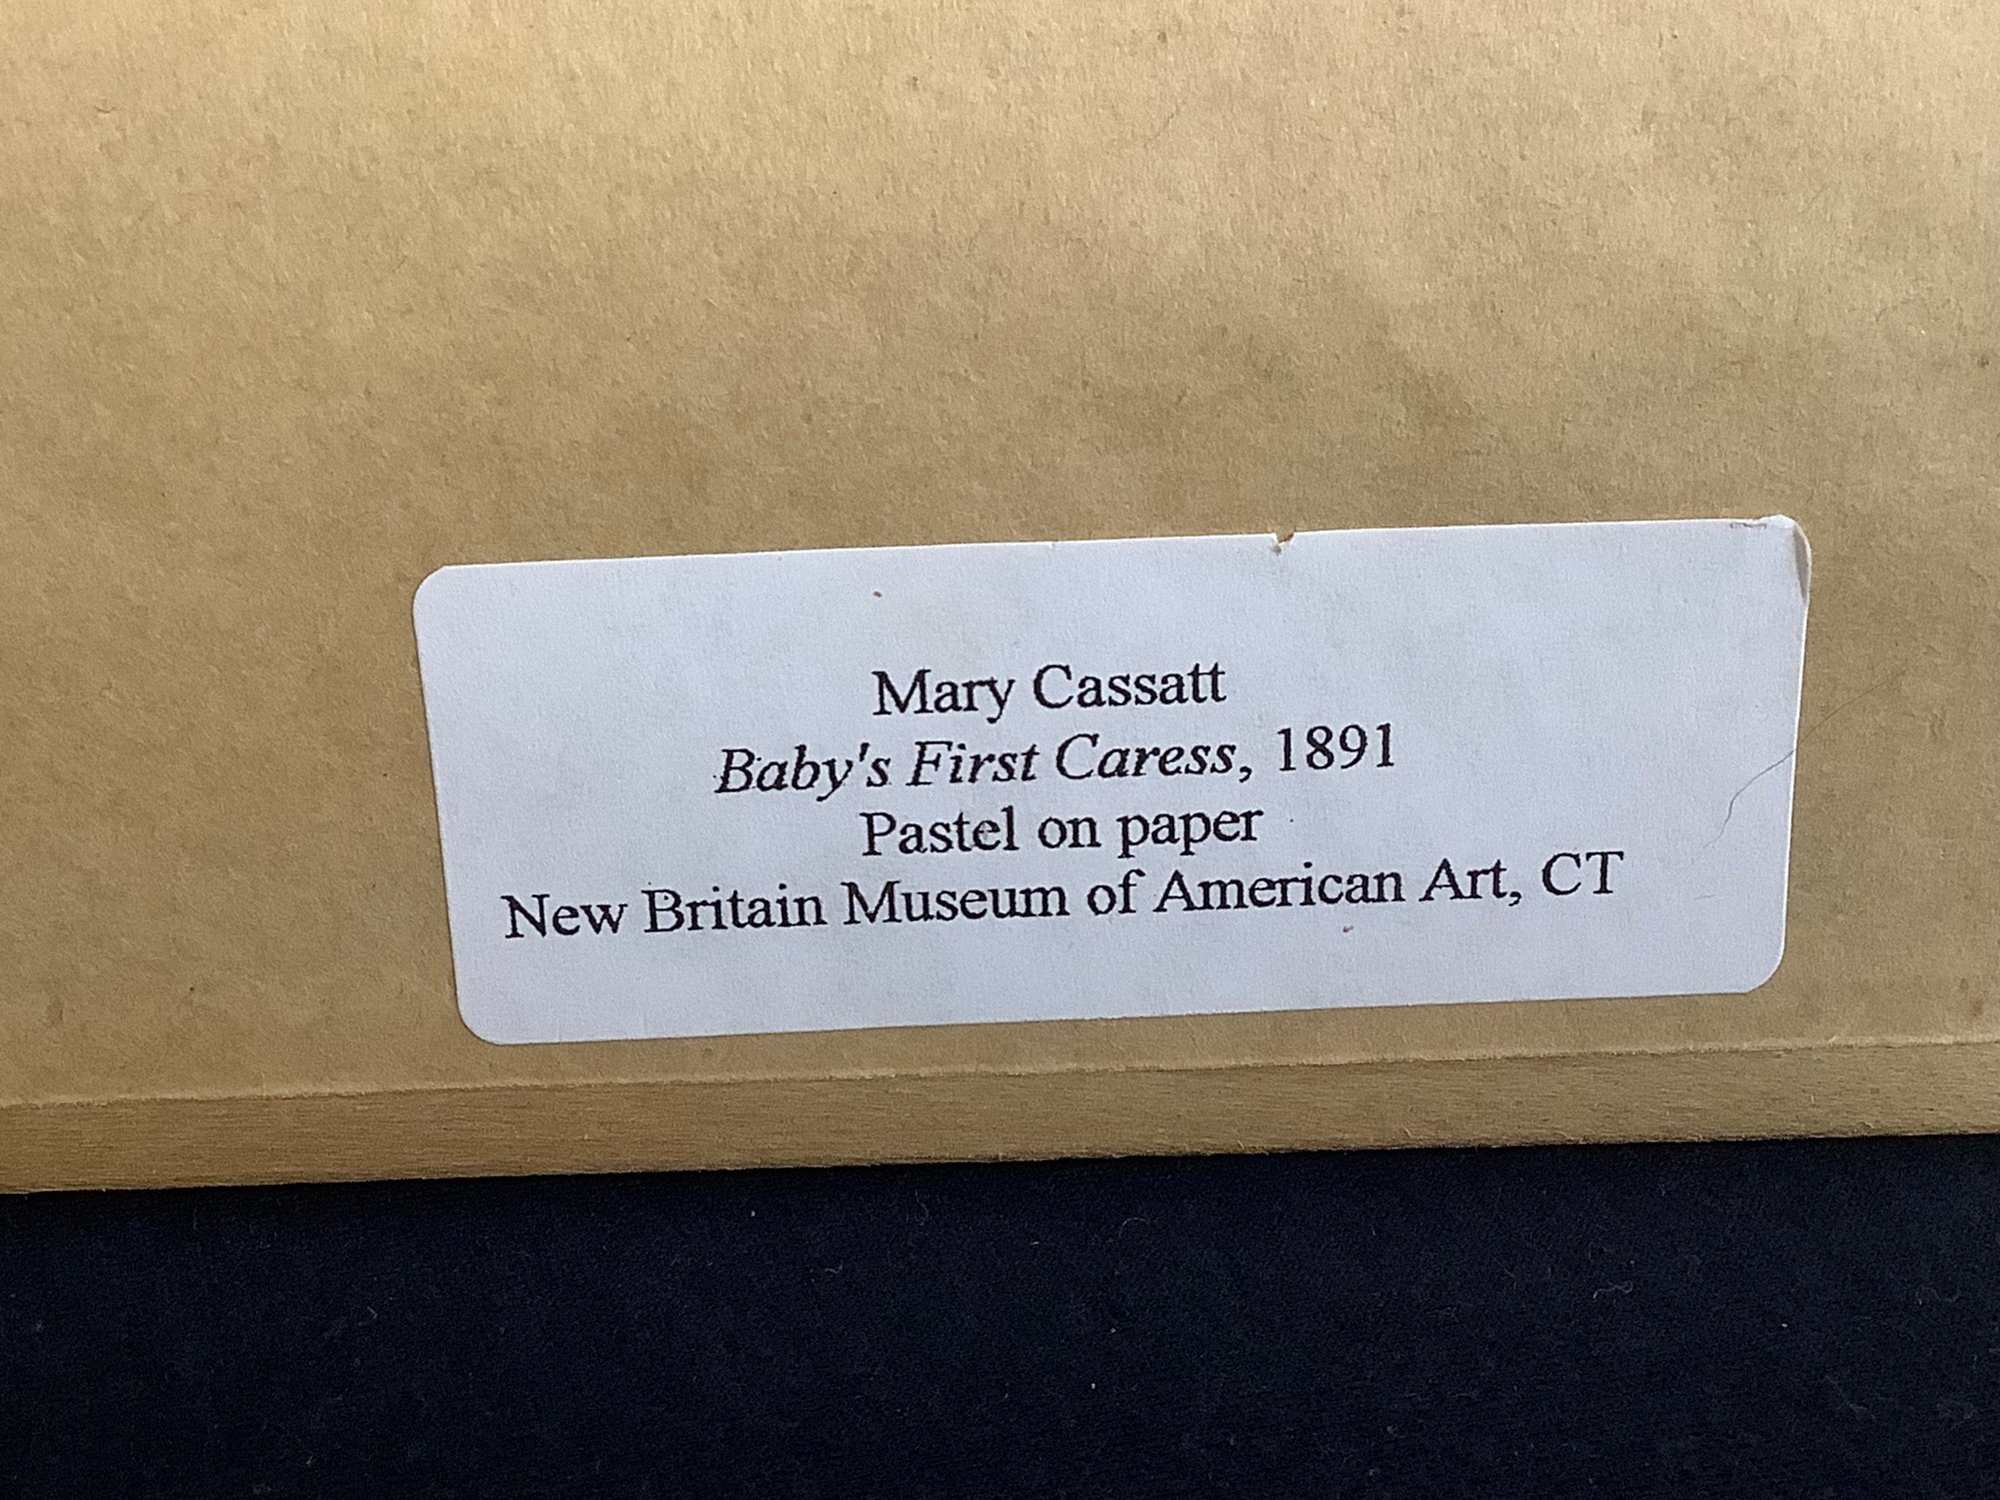 Mary Cassatt
Baby's First Caress, 1891
Pastel on paper
New Britain Museum of American Art, CT